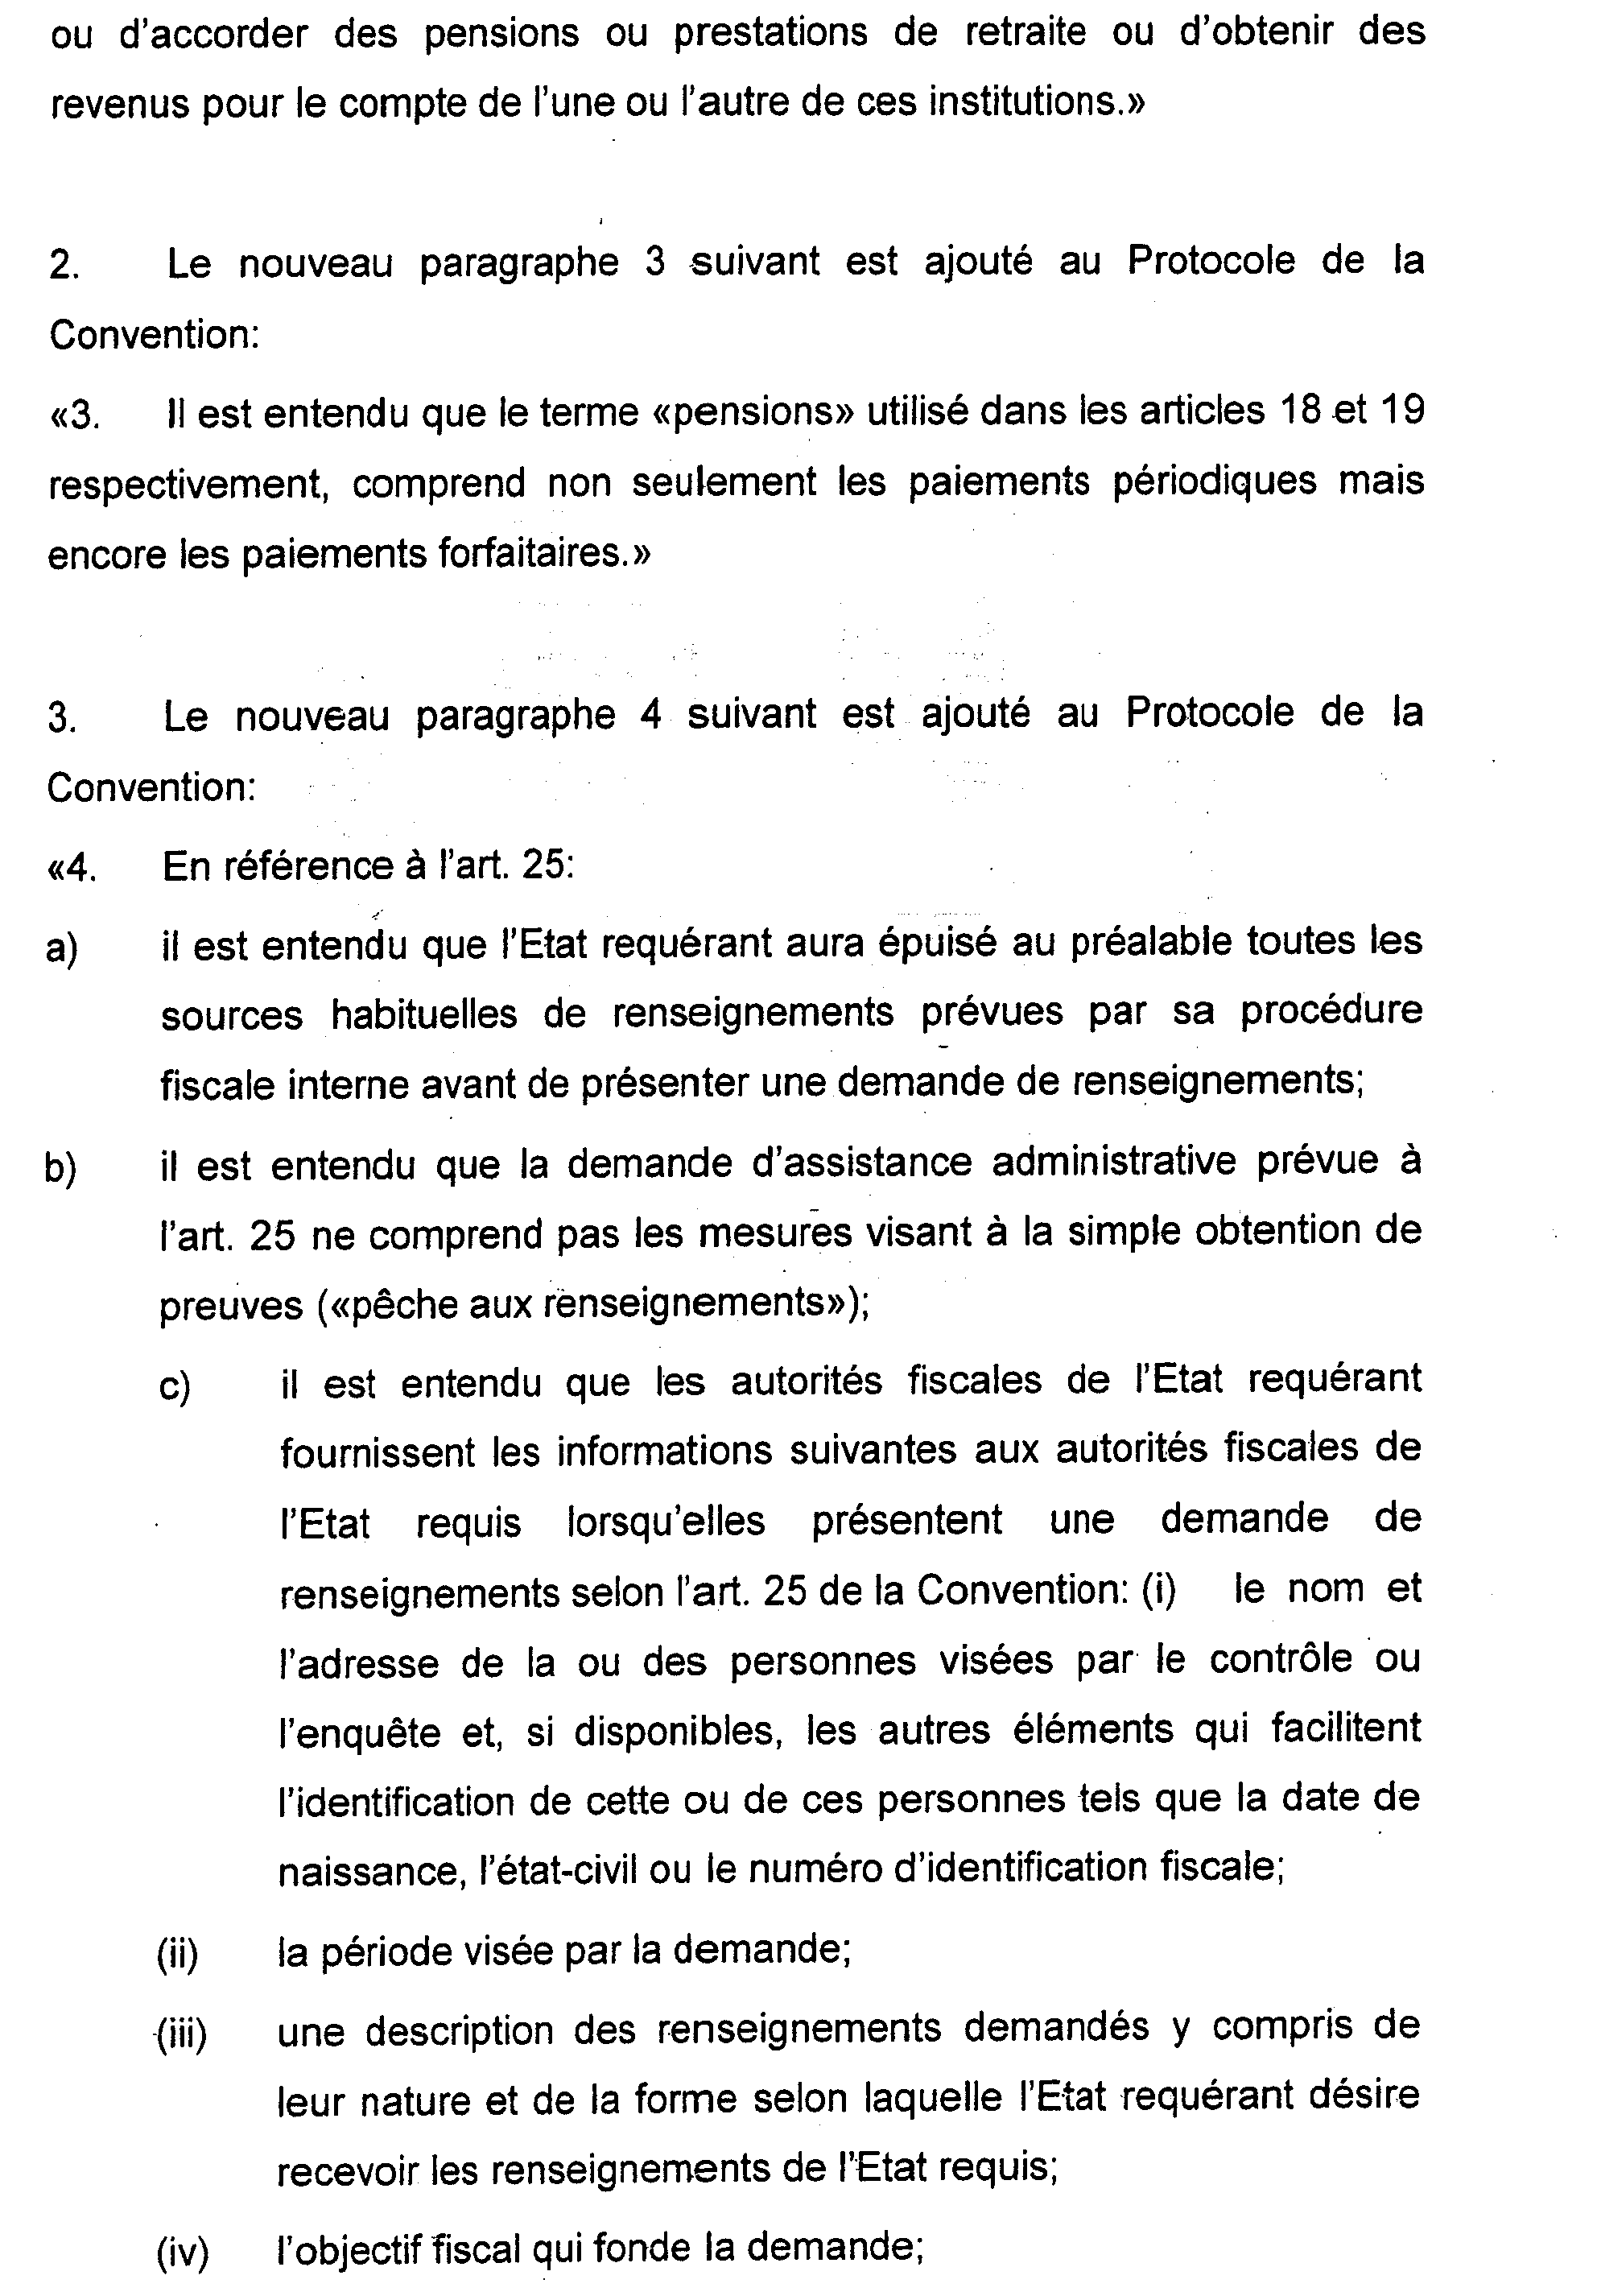 ou d'accorder des pensions ou prestations de retraite ou d'obtenir des
revenus pour le compte de l'une ou l'autre de ces institutions.»
2. Le nouveau paragraphe 3 suivant est ajouté au Protocole de la
Convention:
«3. Il est entendu que le terme «pensions» utilisé dans les articles 18 et 19
respectivement, comprend non seulement les paiements périodiques mais
encore les paiements forfaitaires.»
3. Le nouveau paragraphe 4 suivant est ajouté au Protocole de la
Convention:
«4. En référence à l'art. 25:
a) il est entendu que l'Etat requérant aura épuisé au préalable toutes les
sources habituelles de renseignements prévues par sa procédure
fiscale interne avant de présenter une demande de renseignements;
b) il est entendu que la demande d'assistance administrative prévue à
l'art. 25 ne comprend pas les mesures visant à la simple obtention de
preuves («pêche aux renseignements»);
c) il est entendu que les autorités fiscales de l'Etat requérant
fournissent les informations suivantes aux autorités fiscales de
l'Etat requis lorsqu'elles présentent une demande de
renseignements selon l'art. 25 de la Convention: (i) le nom et
l'adresse de la ou des personnes visées par le contrôle ou
l'enquête et, si disponibles, les autres éléments qui facilitent
l'identification de cette ou de ces personnes tels que la date de
naissance, l'état-civil ou le numéro d'identification fiscale;
(ii) la période visée par la demande;
(iii) une description des renseignements demandés y compris de
leur nature et de la forme selon laquelle l'Etat requérant désire
recevoir les renseignements de l'Etat requis;
(iv) l'objectif fiscal qui fonde la demande;